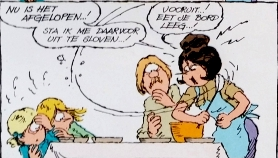 NU IS HET
AFGELOPEN...!
STA IK ME DAARVOOR
UIT TE SLOVEN...!
VOORUIT...!
EET JE BORD
LEEG...!